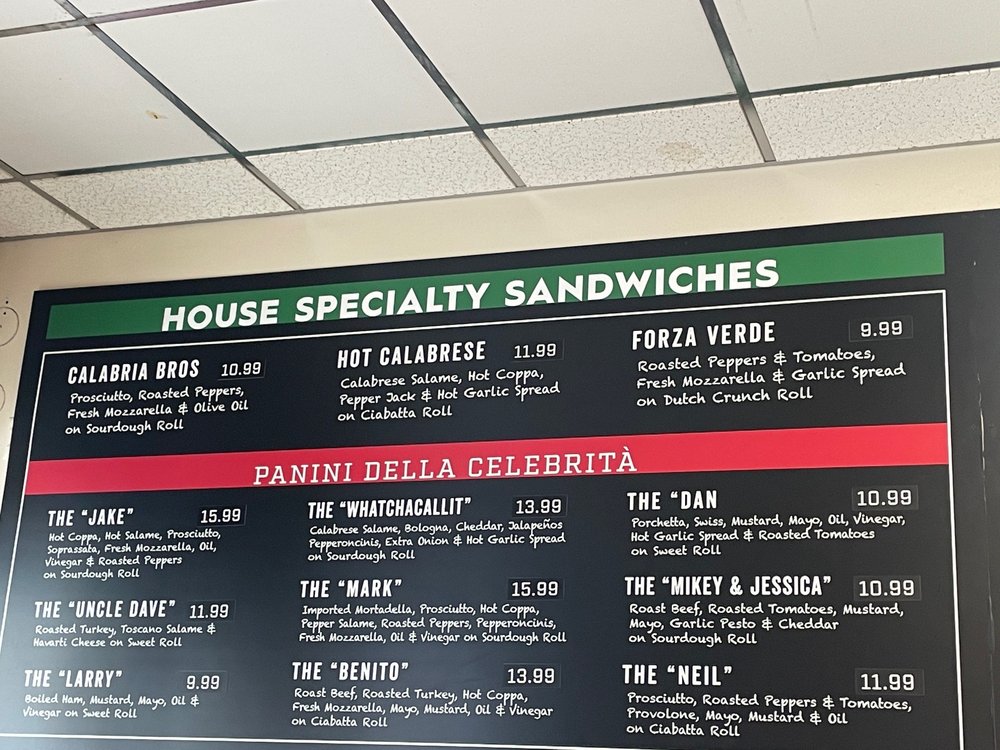 HOUSE SPECIALTY SANDWICHES
CALABRIA BROS 10.99
Prosciutto, Roasted Peppers,
Fresh Mozzarella & Olive Oil
on Sourdough Roll
HOT CALABRESE 11.99
Calabrese Salame, Hot Coppa,
Pepper Jack & Hot Garlic Spread
on Ciabatta Roll
FORZA VERDE 9.99
Roasted Peppers & Tomatoes,
Fresh Mozzarella & Garlic Spread
on Dutch Crunch Roll
PANINI DELLA CELEBRITÀ
THE "JAKE" 15.99
Hot Coppa, Hot Salame, Prosciutto,
Soprassata, Fresh Mozzarella, Oil,
Vinegar & Roasted Peppers
on Sourdough Roll
THE "UNCLE DAVE" 11.99
Roasted Turkey, Toscano Salame &
Havarti Cheese on Sweet Roll
THE "LARRY" 9.99
Boiled Ham, Mustard, Mayo, Oil &
Vinegar on Sweet Roll
THE "WHATCHACALLIT" 13.99
Calabrese Salame, Bologna, Cheddar, Jalapeños
Pepperoncinis, Extra Onion & Hot Garlic Spread
on Sourdough Roll
THE "MARK" 15.99
Imported Mortadella, Prosciutto, Hot Coppa,
Pepper Salame, Roasted Peppers, Pepperoncinis,
Fresh Mozzarella, Oil & Vinegar on Sourdough Roll
THE "BENITO" 13.99
Roast Beef, Roasted Turkey, Hot Coppa,
Fresh Mozzarella, Mayo, Mustard, Oil & Vinegar
on Ciabatta Roll
THE "DAN 10.99
Porchetta, Swiss, Mustard, Mayo, Oil, Vinegar,
Hot Garlic Spread & Roasted Tomatoes
on Sweet Roll
THE "MIKEY & JESSICA" 10.99
Roast Beef, Roasted Tomatoes, Mustard,
Mayo, Garlic Pesto & Cheddar
on Sourdough Roll
THE "NEIL" 11.99
Prosciutto, Roasted Peppers & Tomatoes,
Provolone, Mayo, Mustard & Oil
on Ciabatta Roll